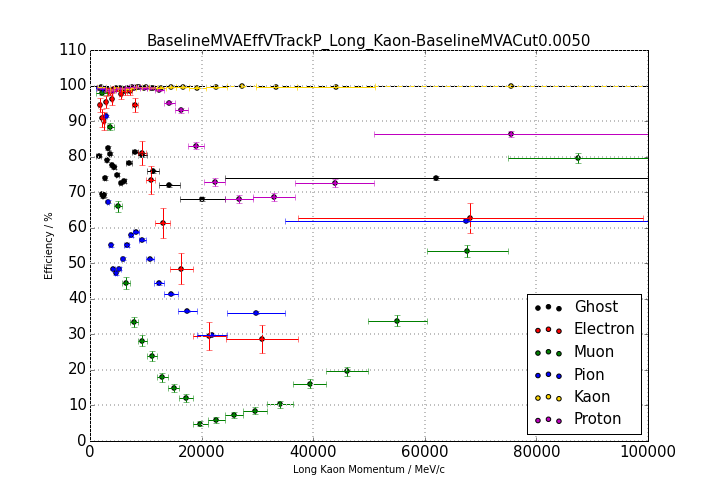 BaselineMVAEffVTrackP_Long_Kaon-BaselineMVACut0.0050
110
100
90
80
70
60
50
40
30
20
10
0
Efficiency / %
Ghost
Electron
Muon
Pion
Kaon
Proton
0 20000 40000 60000 80000 100000
Long Kaon Momentum / MeV/c